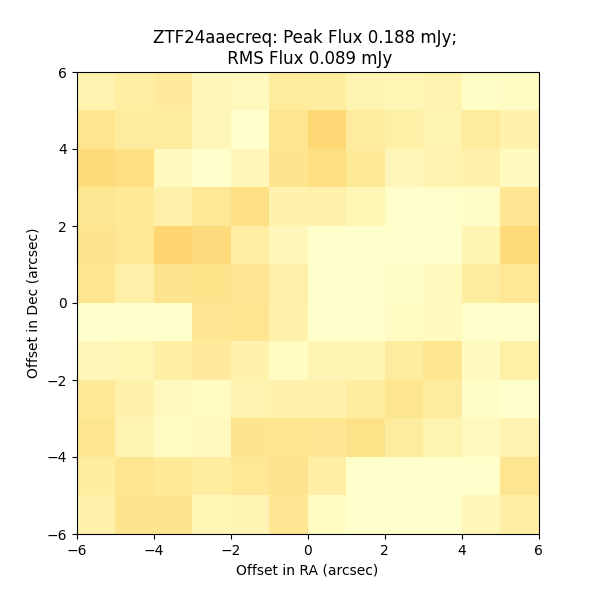 ZTF24aaecreq: Peak Flux 0.188 mJy;
RMS Flux 0.089 mJy
6
4
2
0
−2
−4
−6
Offset in Dec (arcsec)
−6 −4 −2 0 2 4 6
Offset in RA (arcsec)